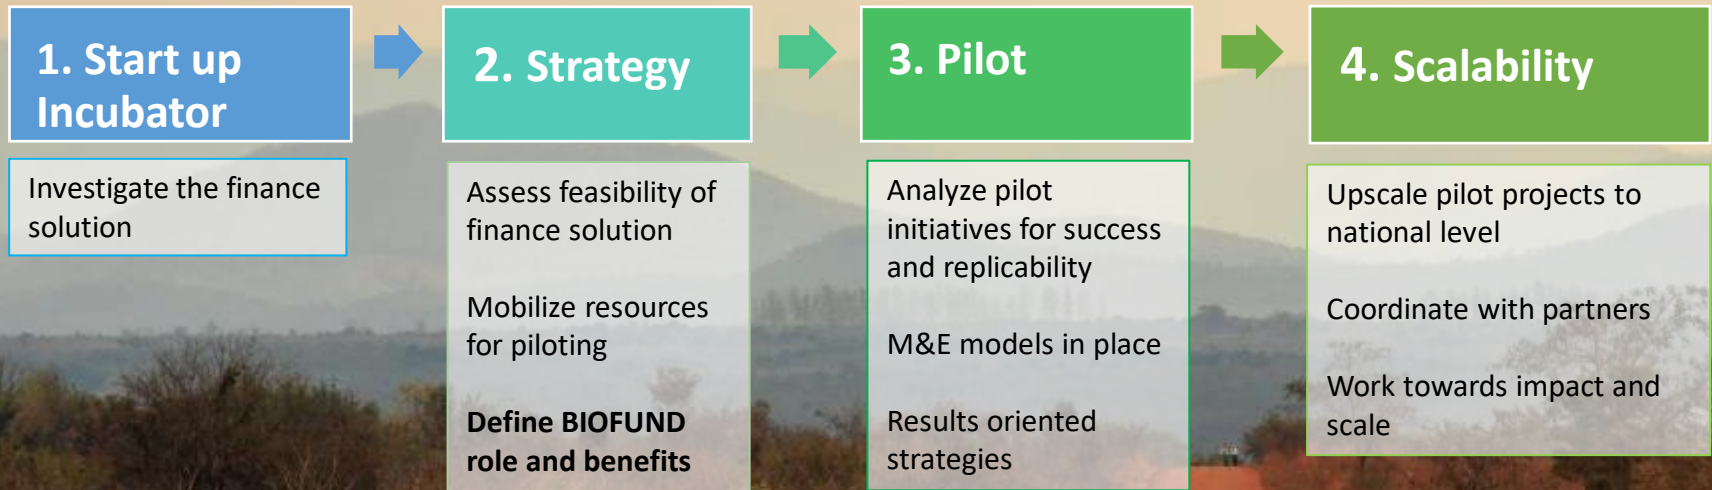 1. Start up
Incubator
Investigate the finance
solution
2. Strategy
Assess feasibility of
finance solution
Mobilize resources
for piloting
Define BIOFUND
role and benefits
3. Pilot
Analyze pilot
initiatives for success
and replicability
M&E models in place
Results oriented
strategies
4. Scalability
Upscale pilot projects to
national level
Coordinate with partners
Work towards impact and
scale